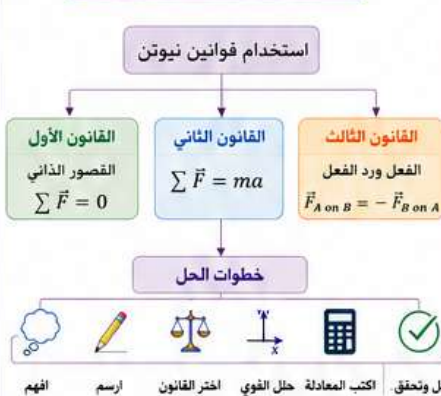 استخدام قوانين نيوتن
القانون الأول
القصور الذاتي
∑ F⃗ = 0
القانون الثاني
∑ F⃗ = ma
القانون الثالث
الفعل ورد الفعل
F⃗ A on B = − F⃗ B on A
خطوات الحل
Y
X
افهم
ارسم
اختر القانون
حلل القوي
اكتب المعادلة
ل وتحقق.